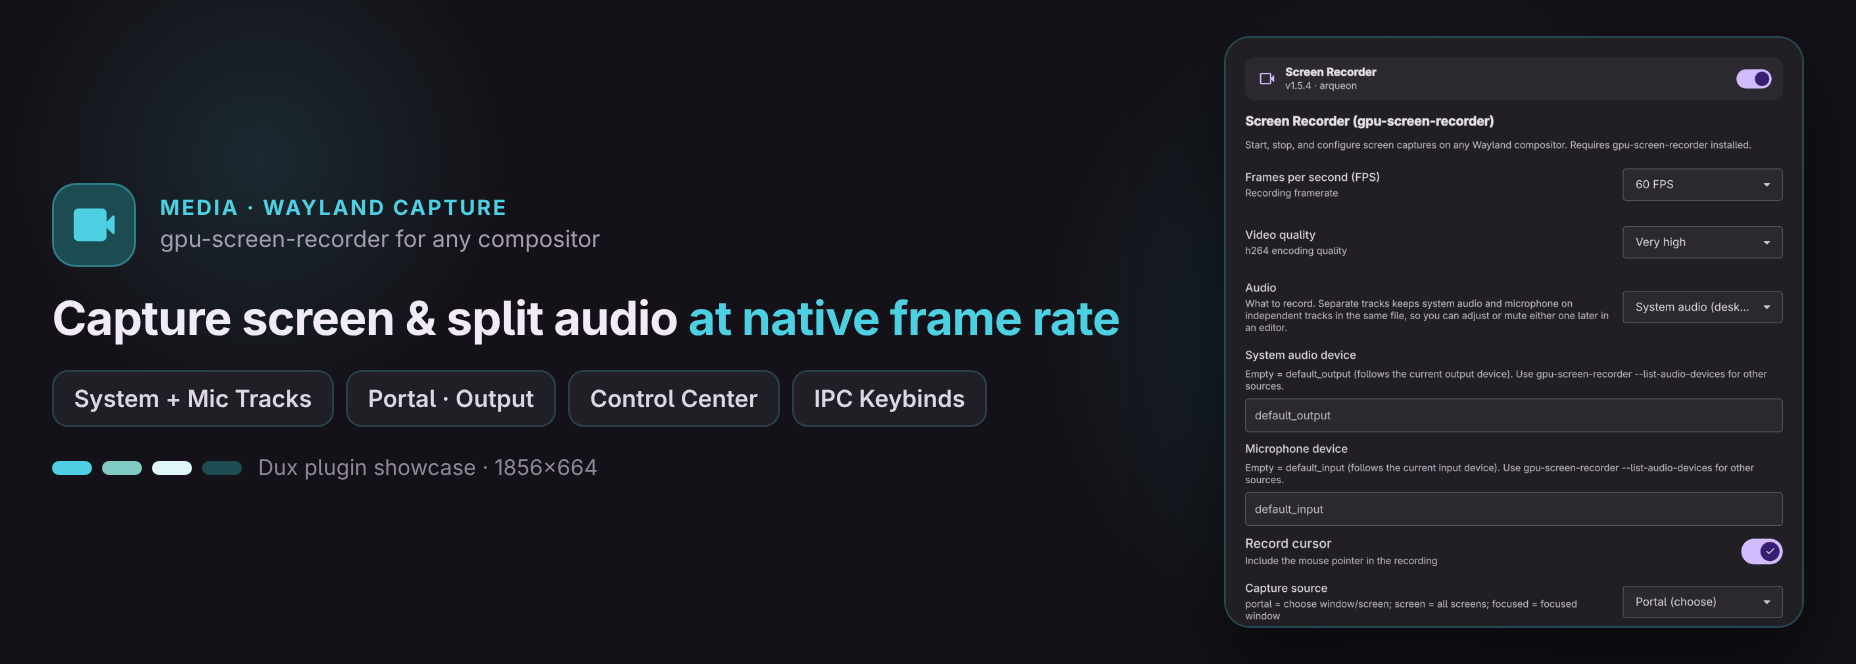 MEDIA · WAYLAND CAPTURE
gpu-screen-recorder for any compositor
Capture screen & split audio at native frame rate
System + Mic Tracks
Portal · Output
Control Center
IPC Keybinds
Dux plugin showcase · 1856×664
Screen Recorder
v1.5.4 · arqueon
Screen Recorder (gpu-screen-recorder)
Start, stop, and configure screen captures on any Wayland compositor. Requires gpu-screen-recorder installed.
Frames per second (FPS)
Recording framerate
60 FPS
Video quality
h264 encoding quality
Very high
Audio
What to record. Separate tracks keeps system audio and microphone on
independent tracks in the same file, so you can adjust or mute either one later in
an editor.
System audio (desk...
System audio device
Empty = default_output (follows the current output device). Use gpu-screen-recorder --list-audio-devices for other
sources.
default_output
Microphone device
Empty = default_input (follows the current input device). Use gpu-screen-recorder --list-audio-devices for other
sources.
default_input
Record cursor
Include the mouse pointer in the recording
Capture source
portal = choose window/screen; screen = all screens; focused = focused
window
Portal (choose)